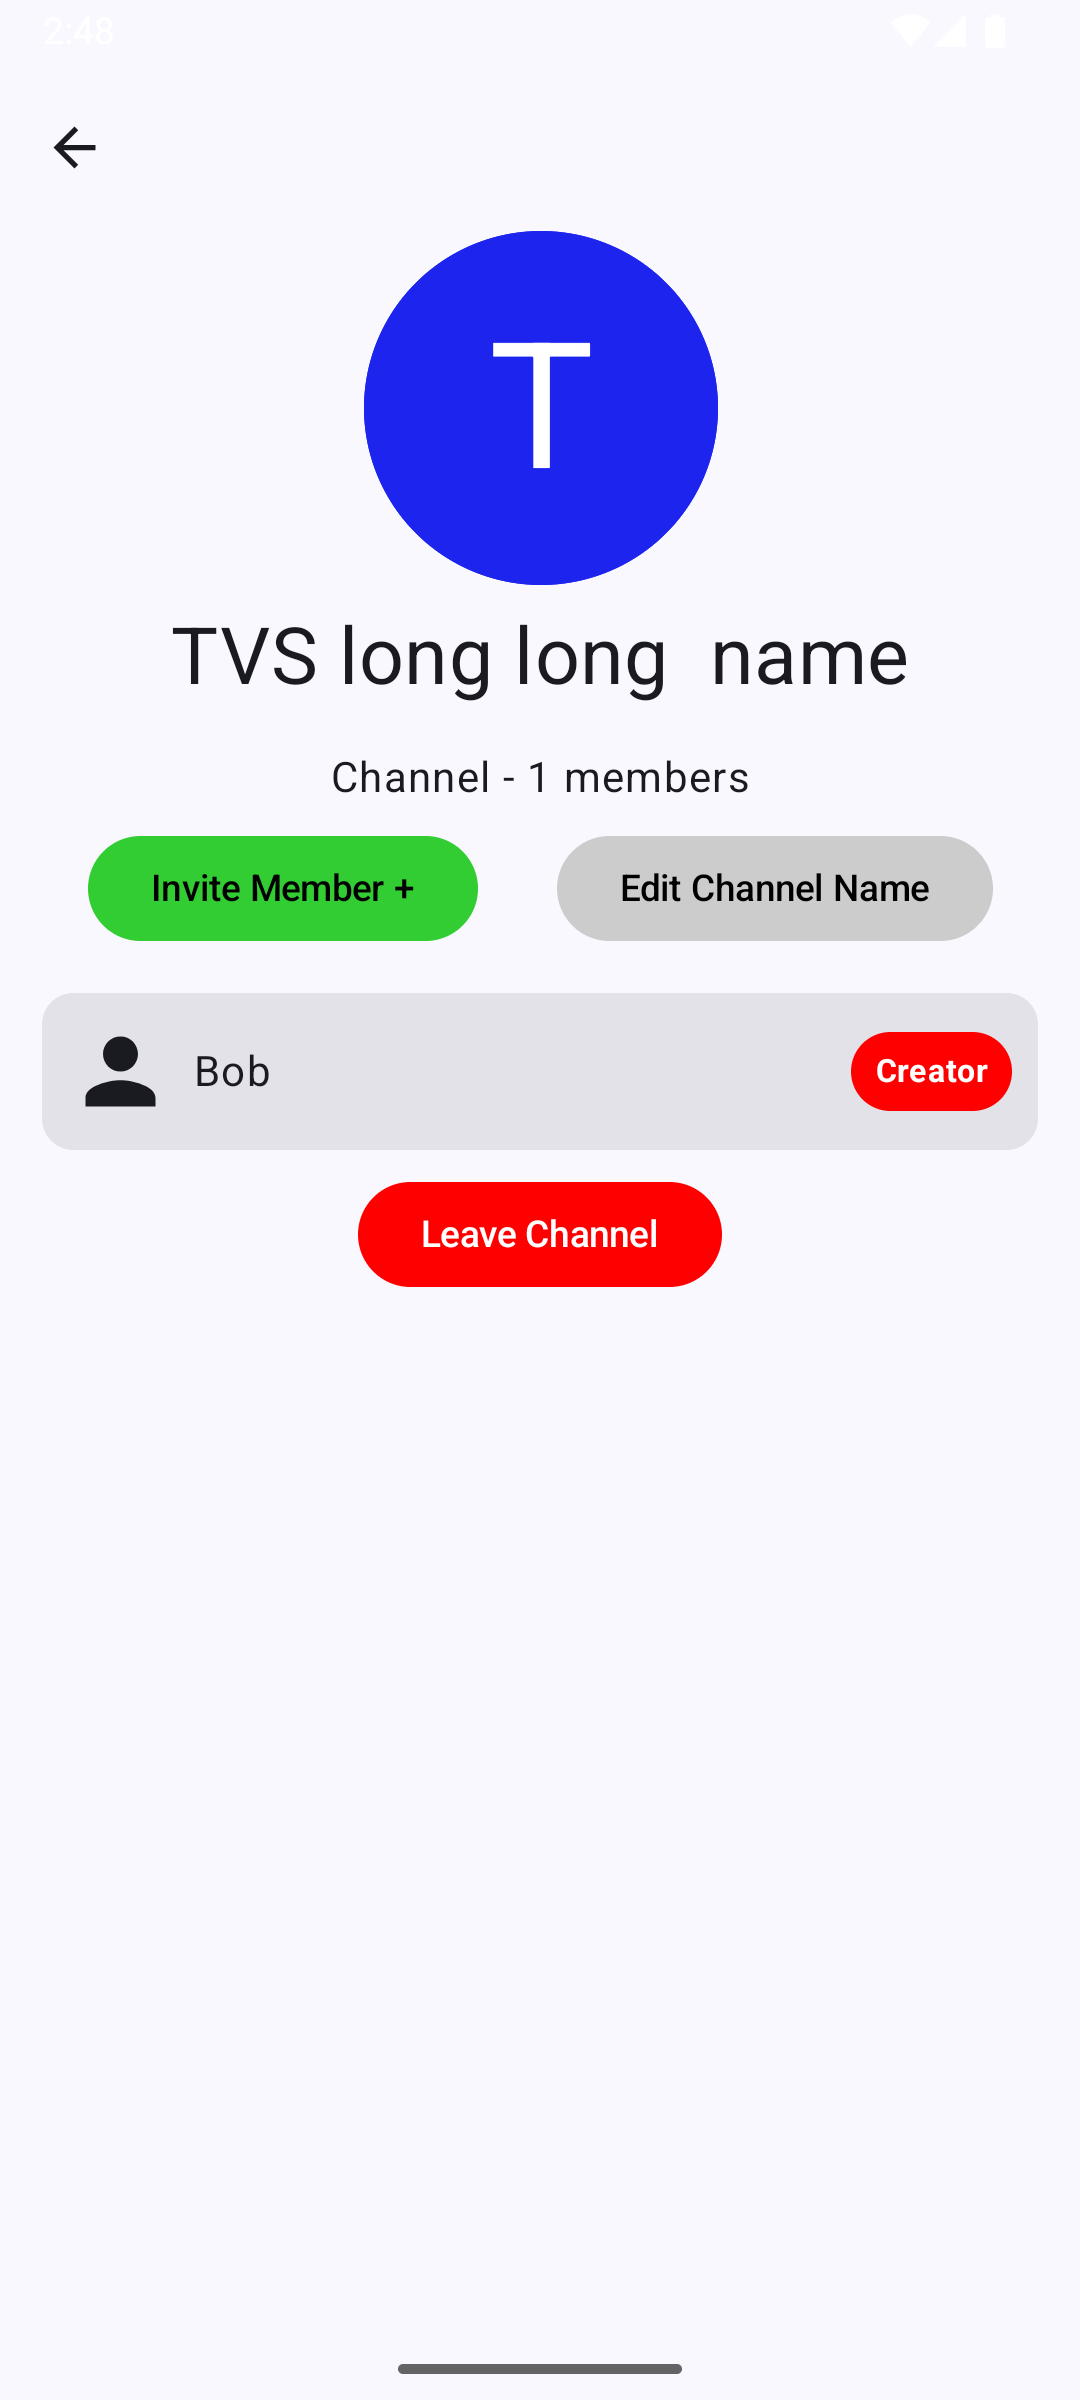 2:48
T
TVS long long  name
Channel - 1 members
Invite Member +
Edit Channel Name
Bob
Creator
Leave Channel